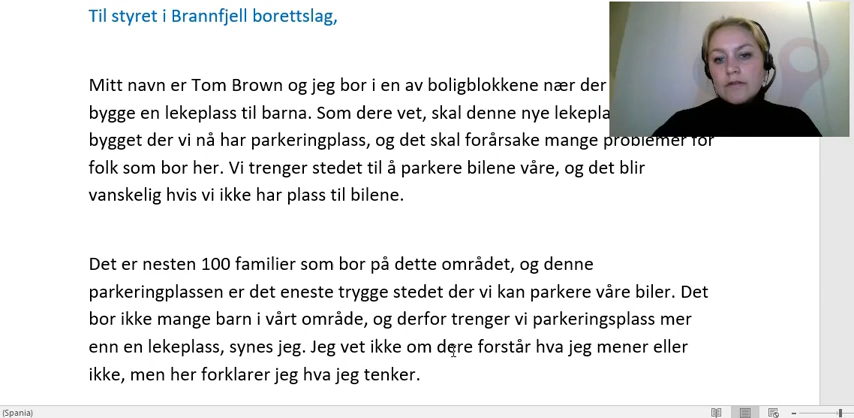 Til styret i Brannfjell borettslag,
Mitt navn er Tom Brown og jeg bor i en av boligblokkene nær der
bygge en lekeplass til barna. Som dere vet, skal denne nye
bygget der vi nå har parkeringplass, og det skal forårsake mange problemer for
folk som bor her. Vi trenger stedet til å parkere bilene våre, og det blir
vanskelig hvis vi ikke har plass til bilene.
Det er nesten 100 familier som bor på dette området, og denne
parkeringplassen er det eneste trygge stedet der vi kan parkere våre biler. Det
bor ikke mange barn i vårt område, og derfor trenger vi parkeringsplass mer
enn en lekeplass, synes jeg. Jeg vet ikke om dere forstår hva jeg mener eller
ikke, men her forklarer jeg hva jeg tenker.
(Spania)